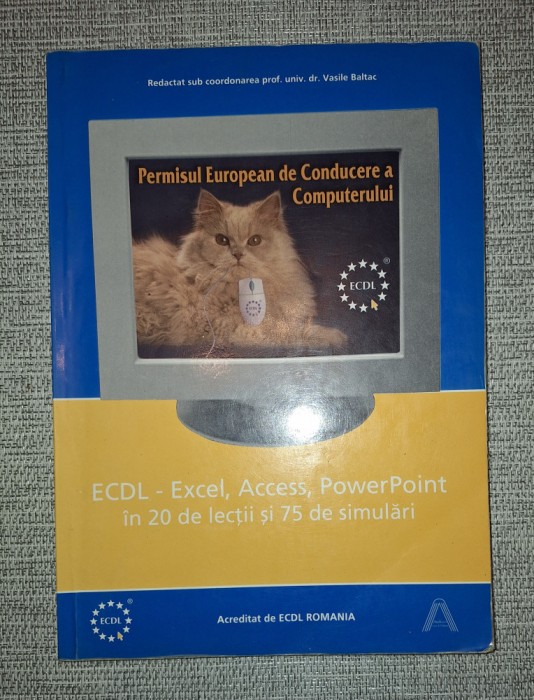 Redactat sub coordonarea prof. univ. dr. Vasile Baltac
Permisul European de Conducere a
Computerului
ECDL
®
ECDL
ECDL - Excel, Access, PowerPoint
în 20 de lecții și 75 de simulări
ECDL
®
Acreditat de ECDL ROMANIA